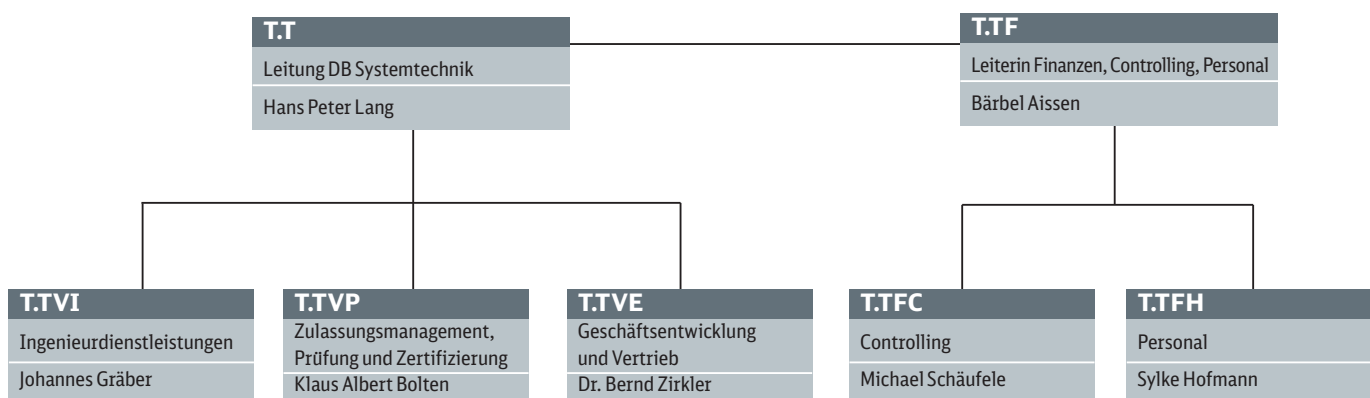 T.T
Leitung DB Systemtechnik
Hans Peter Lang
T.TF
Leiterin Finanzen, Controlling, Personal
Bärbel Aissen
T.TVI
Ingenieurdienstleistungen
Johannes Gräber
T.TVP
Zulassungsmanagement,
Prüfung und Zertifizierung
Klaus Albert Bolten
T.TVE
Geschäftsentwicklung
und Vertrieb
Dr. Bernd Zirkler
T.TFC
Controlling
Michael Schäufele
T.TFH
Personal
Sylke Hofmann